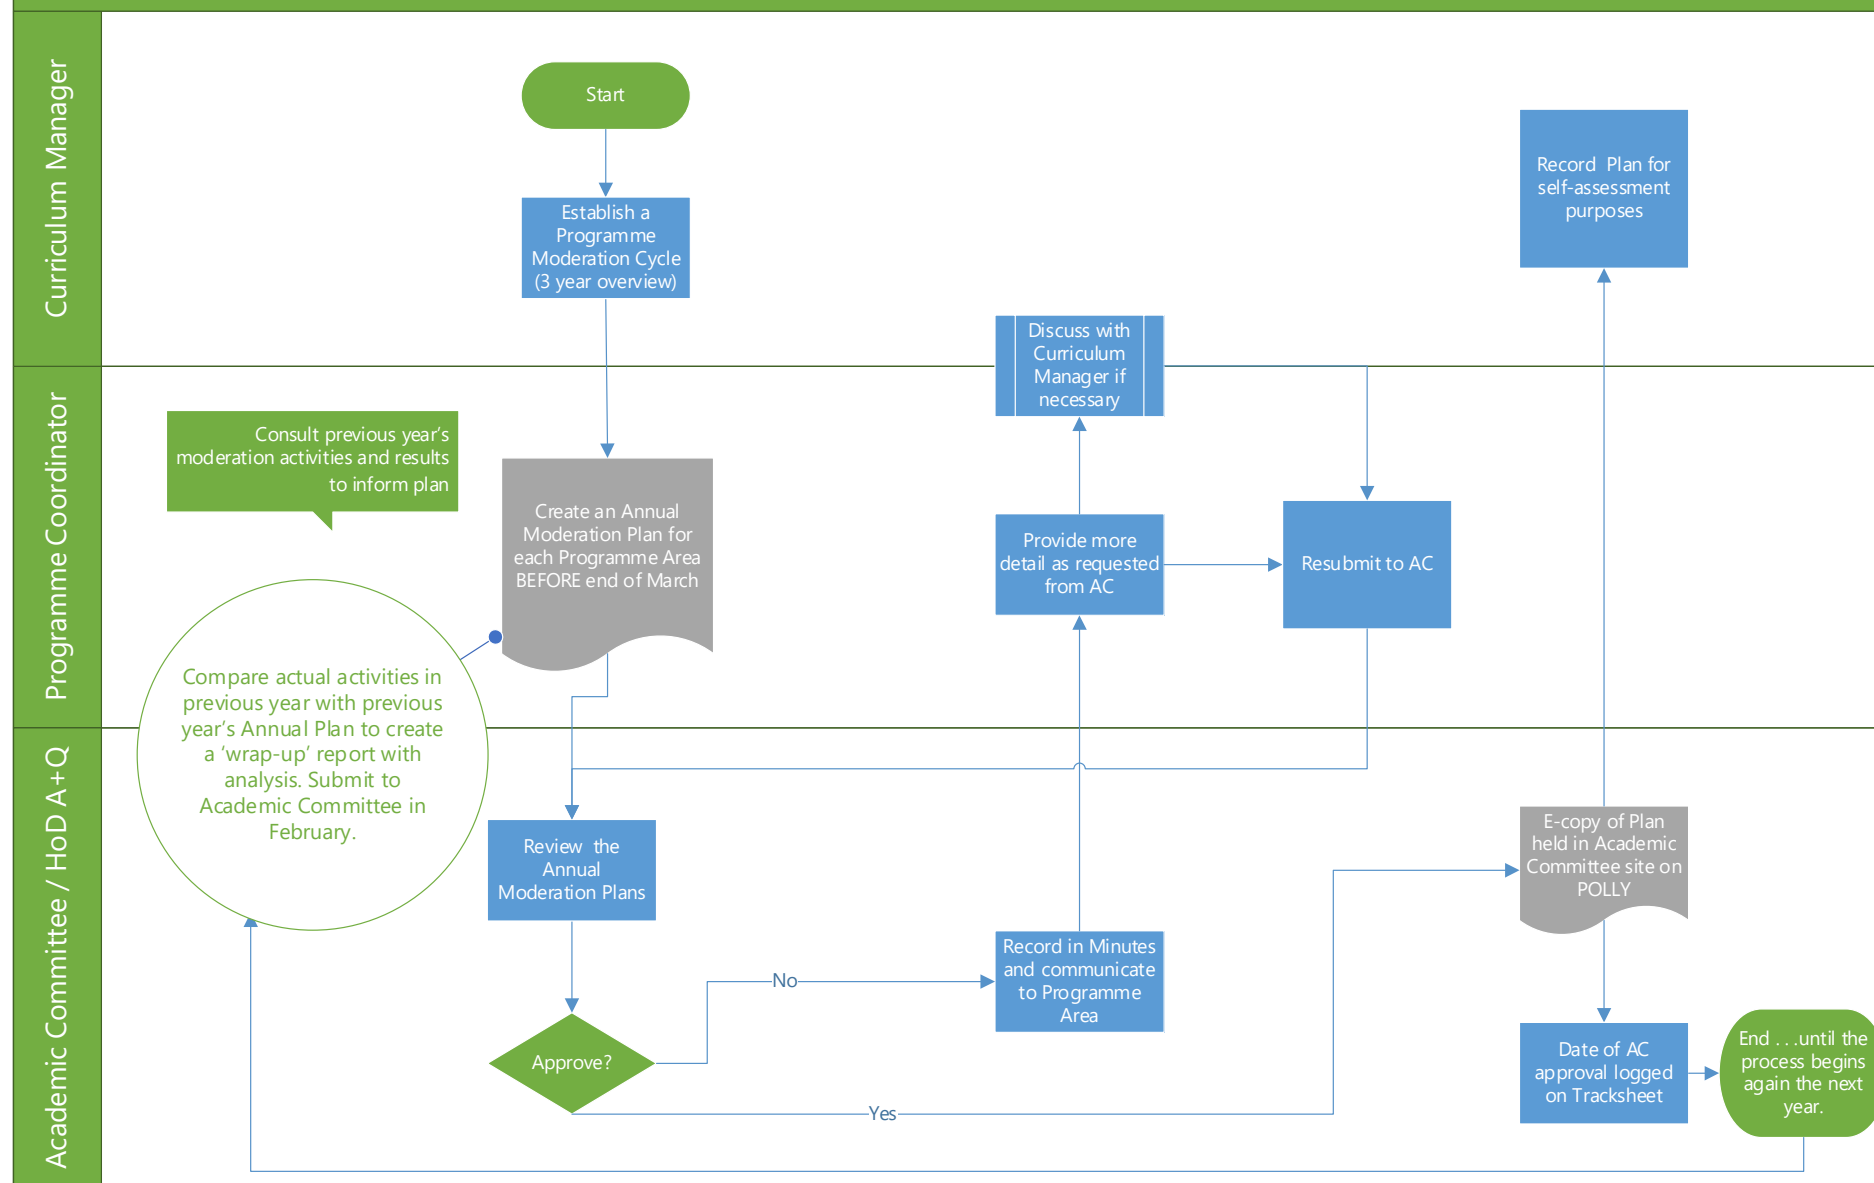 Curriculum Manager
Start
Establish a
Programme
Moderation Cycle
(3 year overview)
Record Plan for
self-assessment
purposes
Discuss with
Curriculum
Manager if
necessary
Programme Coordinator
Consult previous year's
moderation activities and results
to inform plan
Create an Annual
Moderation Plan for
each Programme Area
BEFORE end of March
Provide more
detail as requested
from AC
Resubmit to AC
Compare actual activities in
previous year with previous
year's Annual Plan to create
a 'wrap-up' report with
analysis. Submit to
Academic Committee in
February.
Academic Committee / HoD A+Q
Review the
Annual
Moderation Plans
E-copy of Plan
held in Academic
Committee site on
POLLY
Approve?
No
Record in Minutes
and communicate
to Programme
Area
Yes
Date of AC
approval logged
on Tracksheet
End . . .until the
process begins
again the next
year.